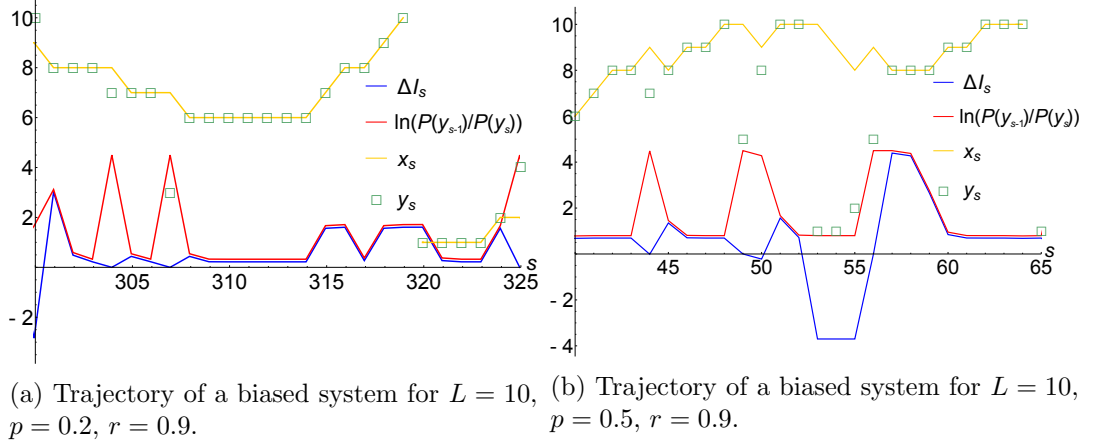 10
8
6
4
2
- 2
305
310
315
320
325
s
ΔI_s
ln(P(y_{s-1})/P(y_s))
x_s
y_s
(a) Trajectory of a biased system for L = 10,
p = 0.2, r = 0.9.
10
8
6
4
2
- 2
- 4
45
50
55
60
65
s
ΔI_s
ln(P(y_{s-1})/P(y_s))
x_s
y_s
(b) Trajectory of a biased system for L = 10,
p = 0.5, r = 0.9.